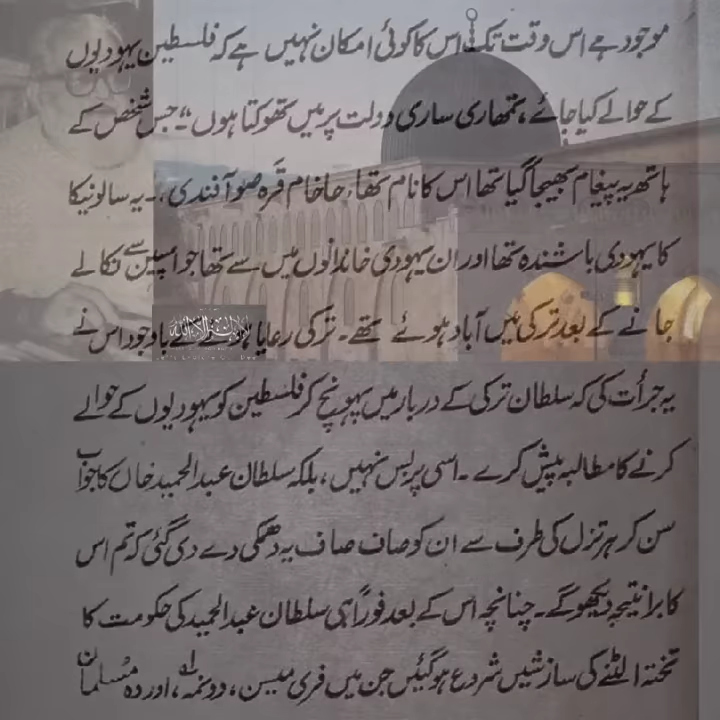 موجود ہے اس وقت تک اس کا کوئی امکان نہیں ہے کہ فلسطین یہودیوں
کے حوالے کیا جائے، تمھاری ساری دولت پر میں تھوکتا ہوں“۔ جس شخص کے
ہاتھ یہ پیغام بھیجا گیا تھا اس کا نام تھا، حاخام قرہ صوآفندی،۔ یہ سالونیکا
کا یہودی باشندہ تھا اور ان یہودی خاندانوں میں سے تھا جو اسپین سے نکالے
جانے کے بعد ترکی میں آباد ہوئے تھے۔ ترکی رعایا ہونے کے باوجود اس نے
یہ جرأت کی کہ سلطان ترکی کے دربار میں پہونچ کر فلسطین کو یہودیوں کے حوالے
کرنے کا مطالبہ پیش کرے۔ اسی پر بس نہیں، بلکہ سلطان عبدالحمید خاں کا جواب
سن کر ہرتزل کی طرف سے ان کو صاف صاف یہ دھمکی دے دی گئی کہ تم اس
کا برا نتیجہ دیکھو گے۔ چنانچہ اس کے بعد فوراً ہی سلطان عبدالحمید کی حکومت کا
تختہ الٹنے کی سازشیں شروع ہوگئیں جن میں فری میسن، دونمہ، اور وہ مسلمان